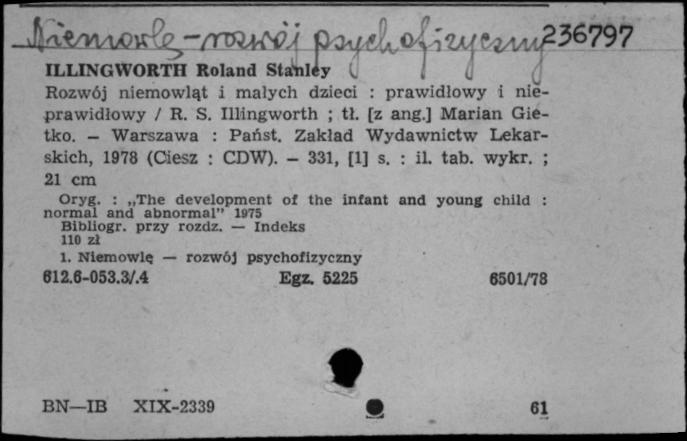 Niemowlę - rozwój psychofizyczny 236797
ILLINGWORTH Roland Stanley
Rozwój niemowląt i małych dzieci : prawidłowy i nie-
prawidłowy / R. S. Illingworth ; tł. [z ang.] Marian Gie-
tko. — Warszawa : Państ. Zakład Wydawnictw Lekar-
skich, 1978 (Ciesz : CDW). — 331, [1] s. : il. tab. wykr. ;
21 cm
Oryg. : „The development of the infant and young child :
normal and abnormal” 1975
Bibliogr. przy rozdz. — Indeks
110 zł
1. Niemowlę — rozwój psychofizyczny
612.6-053.3/.4 Egz. 5225 6501/78
BN—IB XIX-2339 61